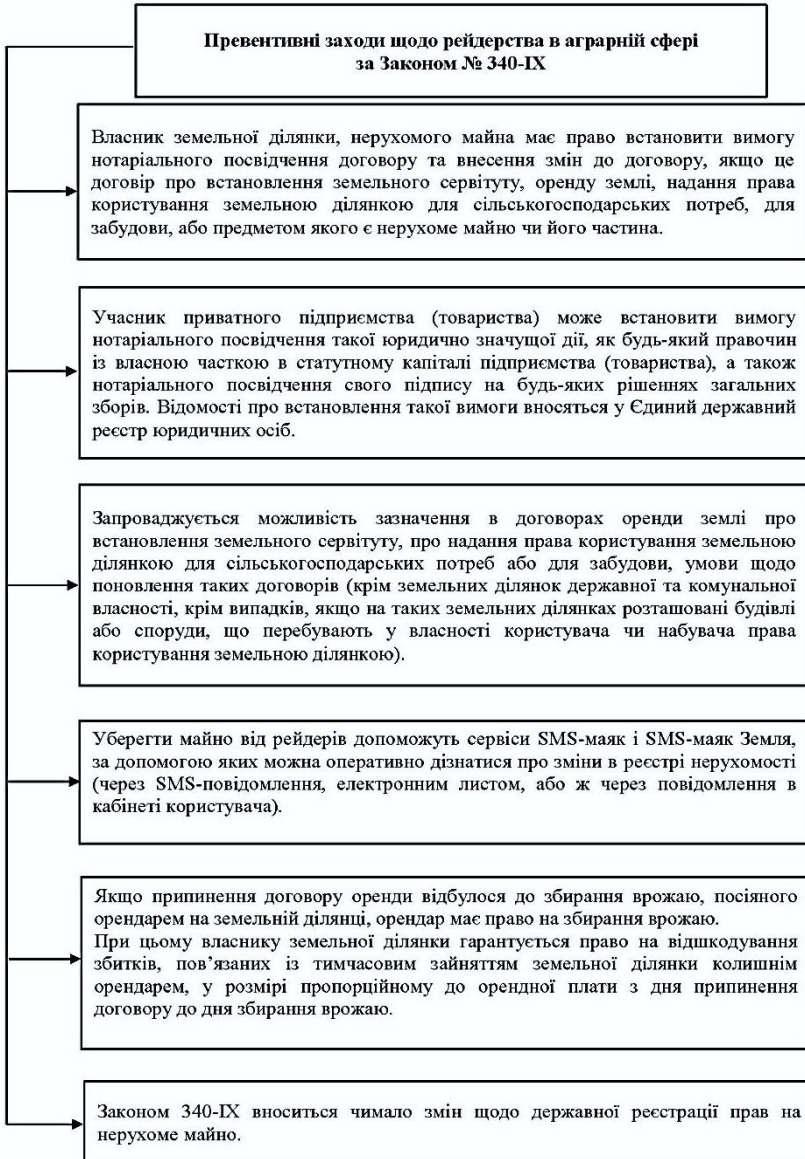 Превентивні заходи щодо рейдерства в аграрній сфері
за Законом № 340-ІХ
Власник земельної ділянки, нерухомого майна має право встановити вимогу
нотаріального посвідчення договору та внесення змін до договору, якщо це
договір про встановлення земельного сервітуту, оренду землі, надання права
користування земельною ділянкою для сільськогосподарських потреб, для
забудови, або предметом якого є нерухоме майно чи його частина.
Учасник приватного підприємства (товариства) може встановити вимогу
нотаріального посвідчення такої юридично значущої дії, як будь-який правочин
із власною часткою в статутному капіталі підприємства (товариства), а також
нотаріального посвідчення свого підпису на будь-яких рішеннях загальних
зборів. Відомості про встановлення такої вимоги вносяться у Єдиний державний
реєстр юридичних осіб.
Запроваджується можливість зазначення в договорах оренди землі про
встановлення земельного сервітуту, про надання права користування земельною
ділянкою для сільськогосподарських потреб або для забудови, умови щодо
поновлення таких договорів (крім земельних ділянок державної та комунальної
власності, крім випадків, якщо на таких земельних ділянках розташовані будівлі
або споруди, що перебувають у власності користувача чи набувача права
користування земельною ділянкою).
Уберегти майно від рейдерів допоможуть сервіси SMS-маяк і SMS-маяк Земля,
за допомогою яких можна оперативно дізнатися про зміни в реєстрі нерухомості
(через SMS-повідомлення, електронним листом, або ж через повідомлення в
кабінеті користувача).
Якщо припинення договору оренди відбулося до збирання врожаю, посіяного
орендарем на земельній ділянці, орендар має право на збирання врожаю.
При цьому власнику земельної ділянки гарантується право на відшкодування
збитків, пов’язаних із тимчасовим зайняттям земельної ділянки колишнім
орендарем, у розмірі пропорційному до орендної плати з дня припинення
договору до дня збирання врожаю.
Законом 340-ІХ вноситься чимало змін щодо державної реєстрації прав на
нерухоме майно.